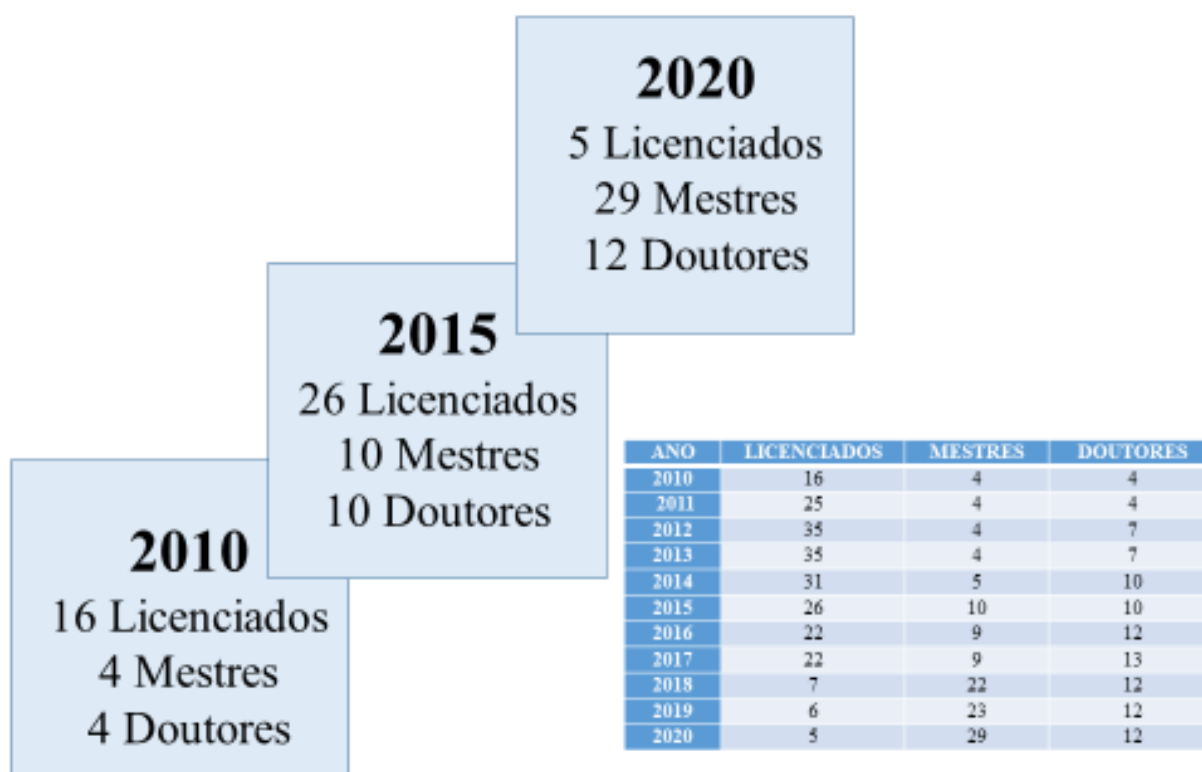 2020
5 Licenciados
29 Mestres
12 Doutores
2015
26 Licenciados
10 Mestres
10 Doutores
2010
16 Licenciados
4 Mestres
4 Doutores
ANO LICENCIADOS MESTRES DOUTORES
2010 16 4 4
2011 25 4 4
2012 35 4 7
2013 35 4 7
2014 31 5 10
2015 26 10 10
2016 22 9 12
2017 22 9 13
2018 7 22 12
2019 6 23 12
2020 5 29 12